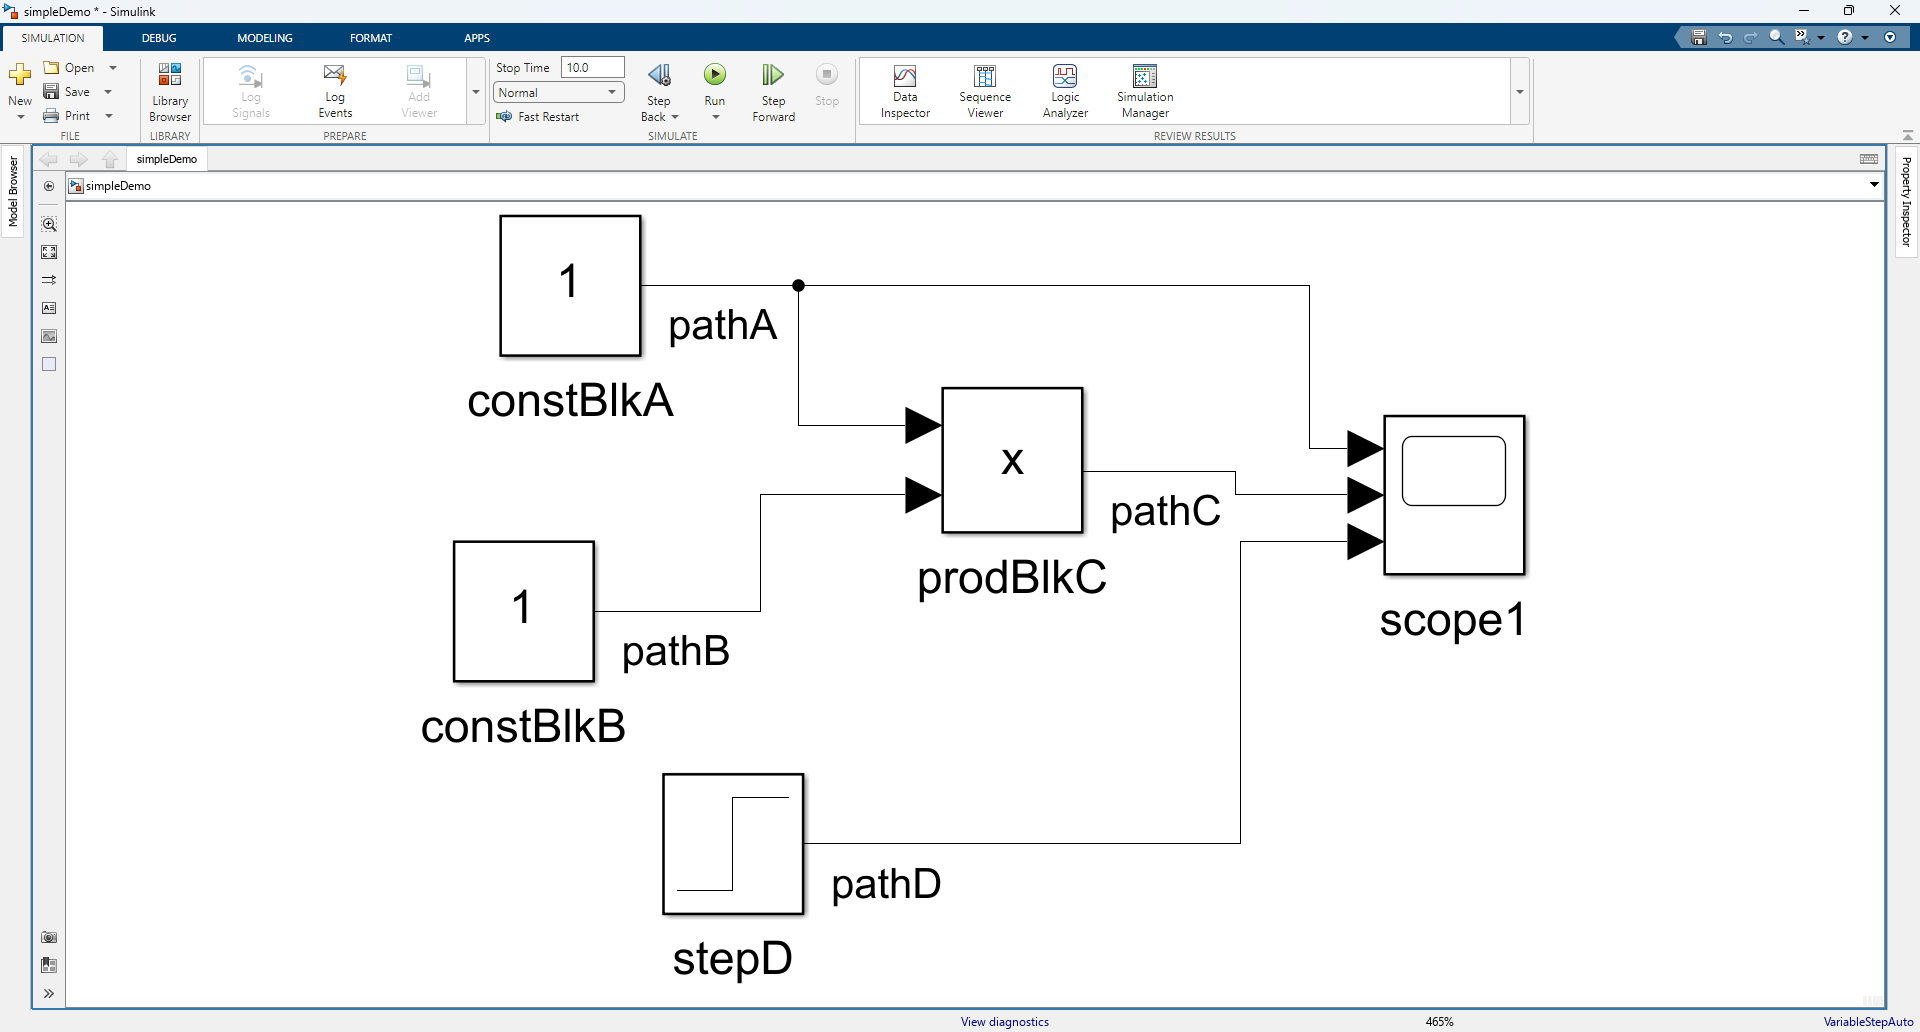 simpleDemo * - Simulink
SIMULATION DEBUG MODELING FORMAT APPS
New
Open
Save
Print
FILE
Library
Browser
LIBRARY
Log
Signals
Log
Events
Add
Viewer
PREPARE
Stop Time 10.0
Normal
Fast Restart
Step
Back
Run
Step
Forward
Stop
SIMULATE
Data
Inspector
Sequence
Viewer
Logic
Analyzer
Simulation
Manager
REVIEW RESULTS
Model Browser
simpleDemo
simpleDemo
Property Inspector
1
pathA
constBlkA
x
pathC
prodBlkC
scope1
1
pathB
constBlkB
pathD
stepD
View diagnostics
465%
VariableStepAuto